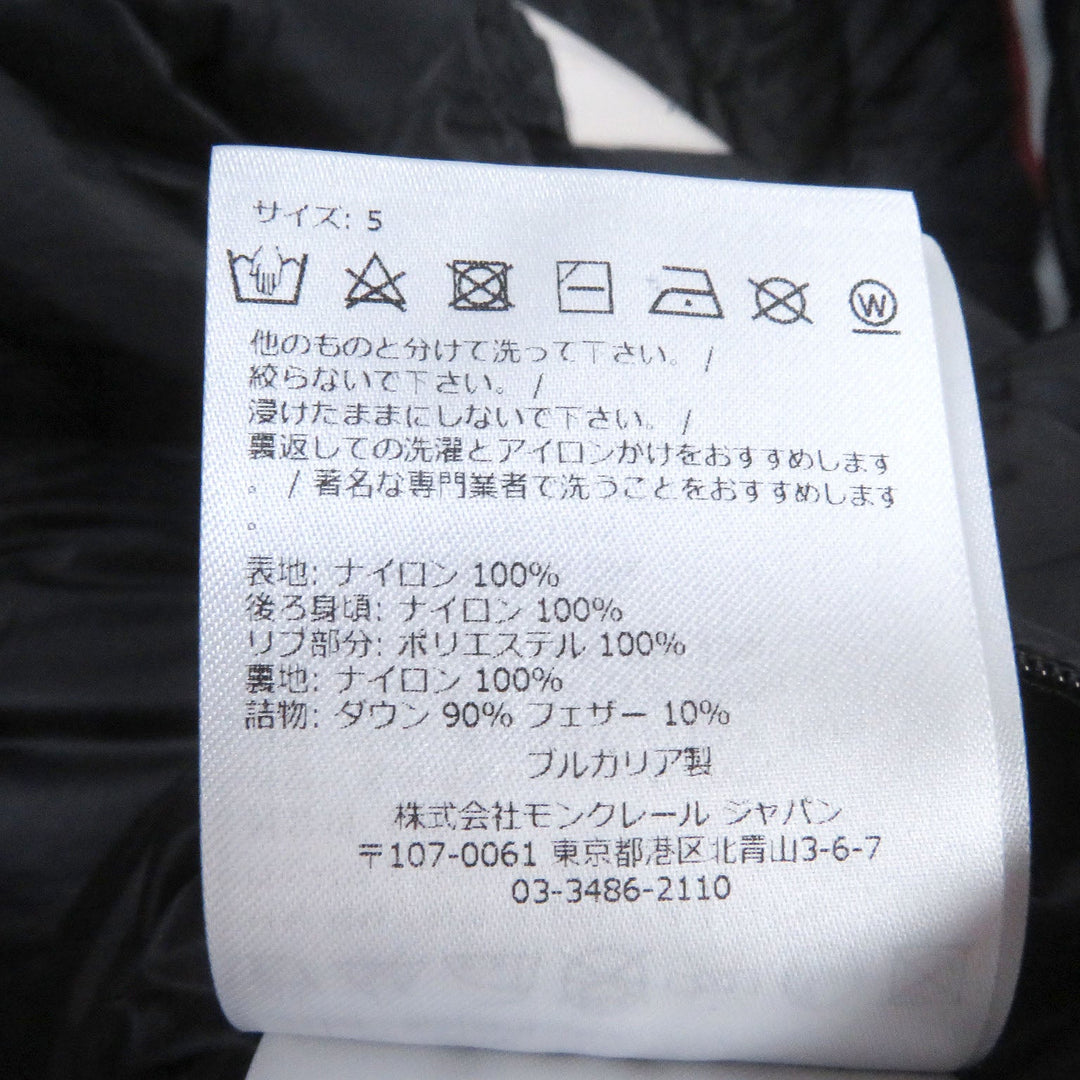 サイズ: 5
W
他のものと分けて洗って下さい。 /
絞らないで下さい。 /
浸けたままにしないで下さい。 /
裏返しての洗濯とアイロンかけをおすすめします
。 / 著名な専門業者で洗うことをおすすめします
。
表地: ナイロン 100%
後ろ身頃: ナイロン 100%
リブ部分: ポリエステル 100%
裏地: ナイロン 100%
詰物: ダウン 90% フェザー 10%
ブルガリア製
株式会社モンクレール ジャパン
〒107-0061 東京都港区北青山3-6-7
03-3486-2110